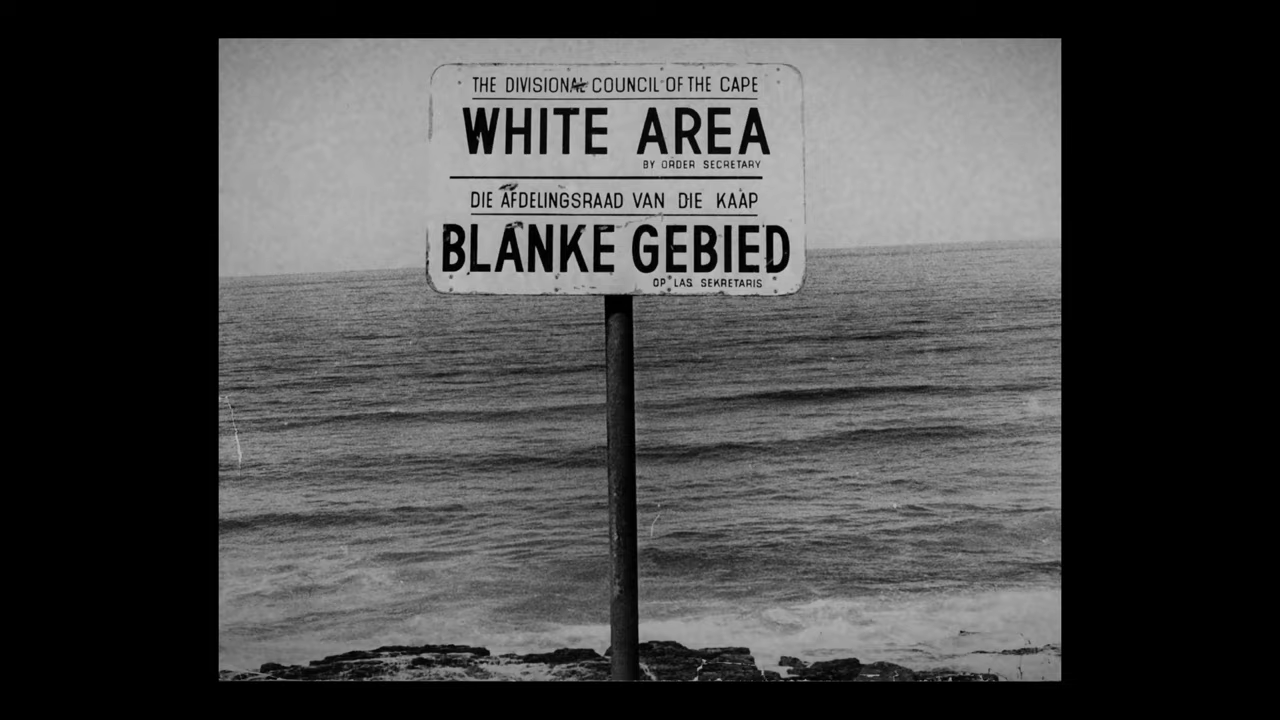 THE DIVISIONAL COUNCIL OF THE CAPE
WHITE AREA
BY ORDER SECRETARY
DIE AFDELINGSRAAD VAN DIE KAAP
BLANKE GEBIED
OP LAS SEKRETARIS